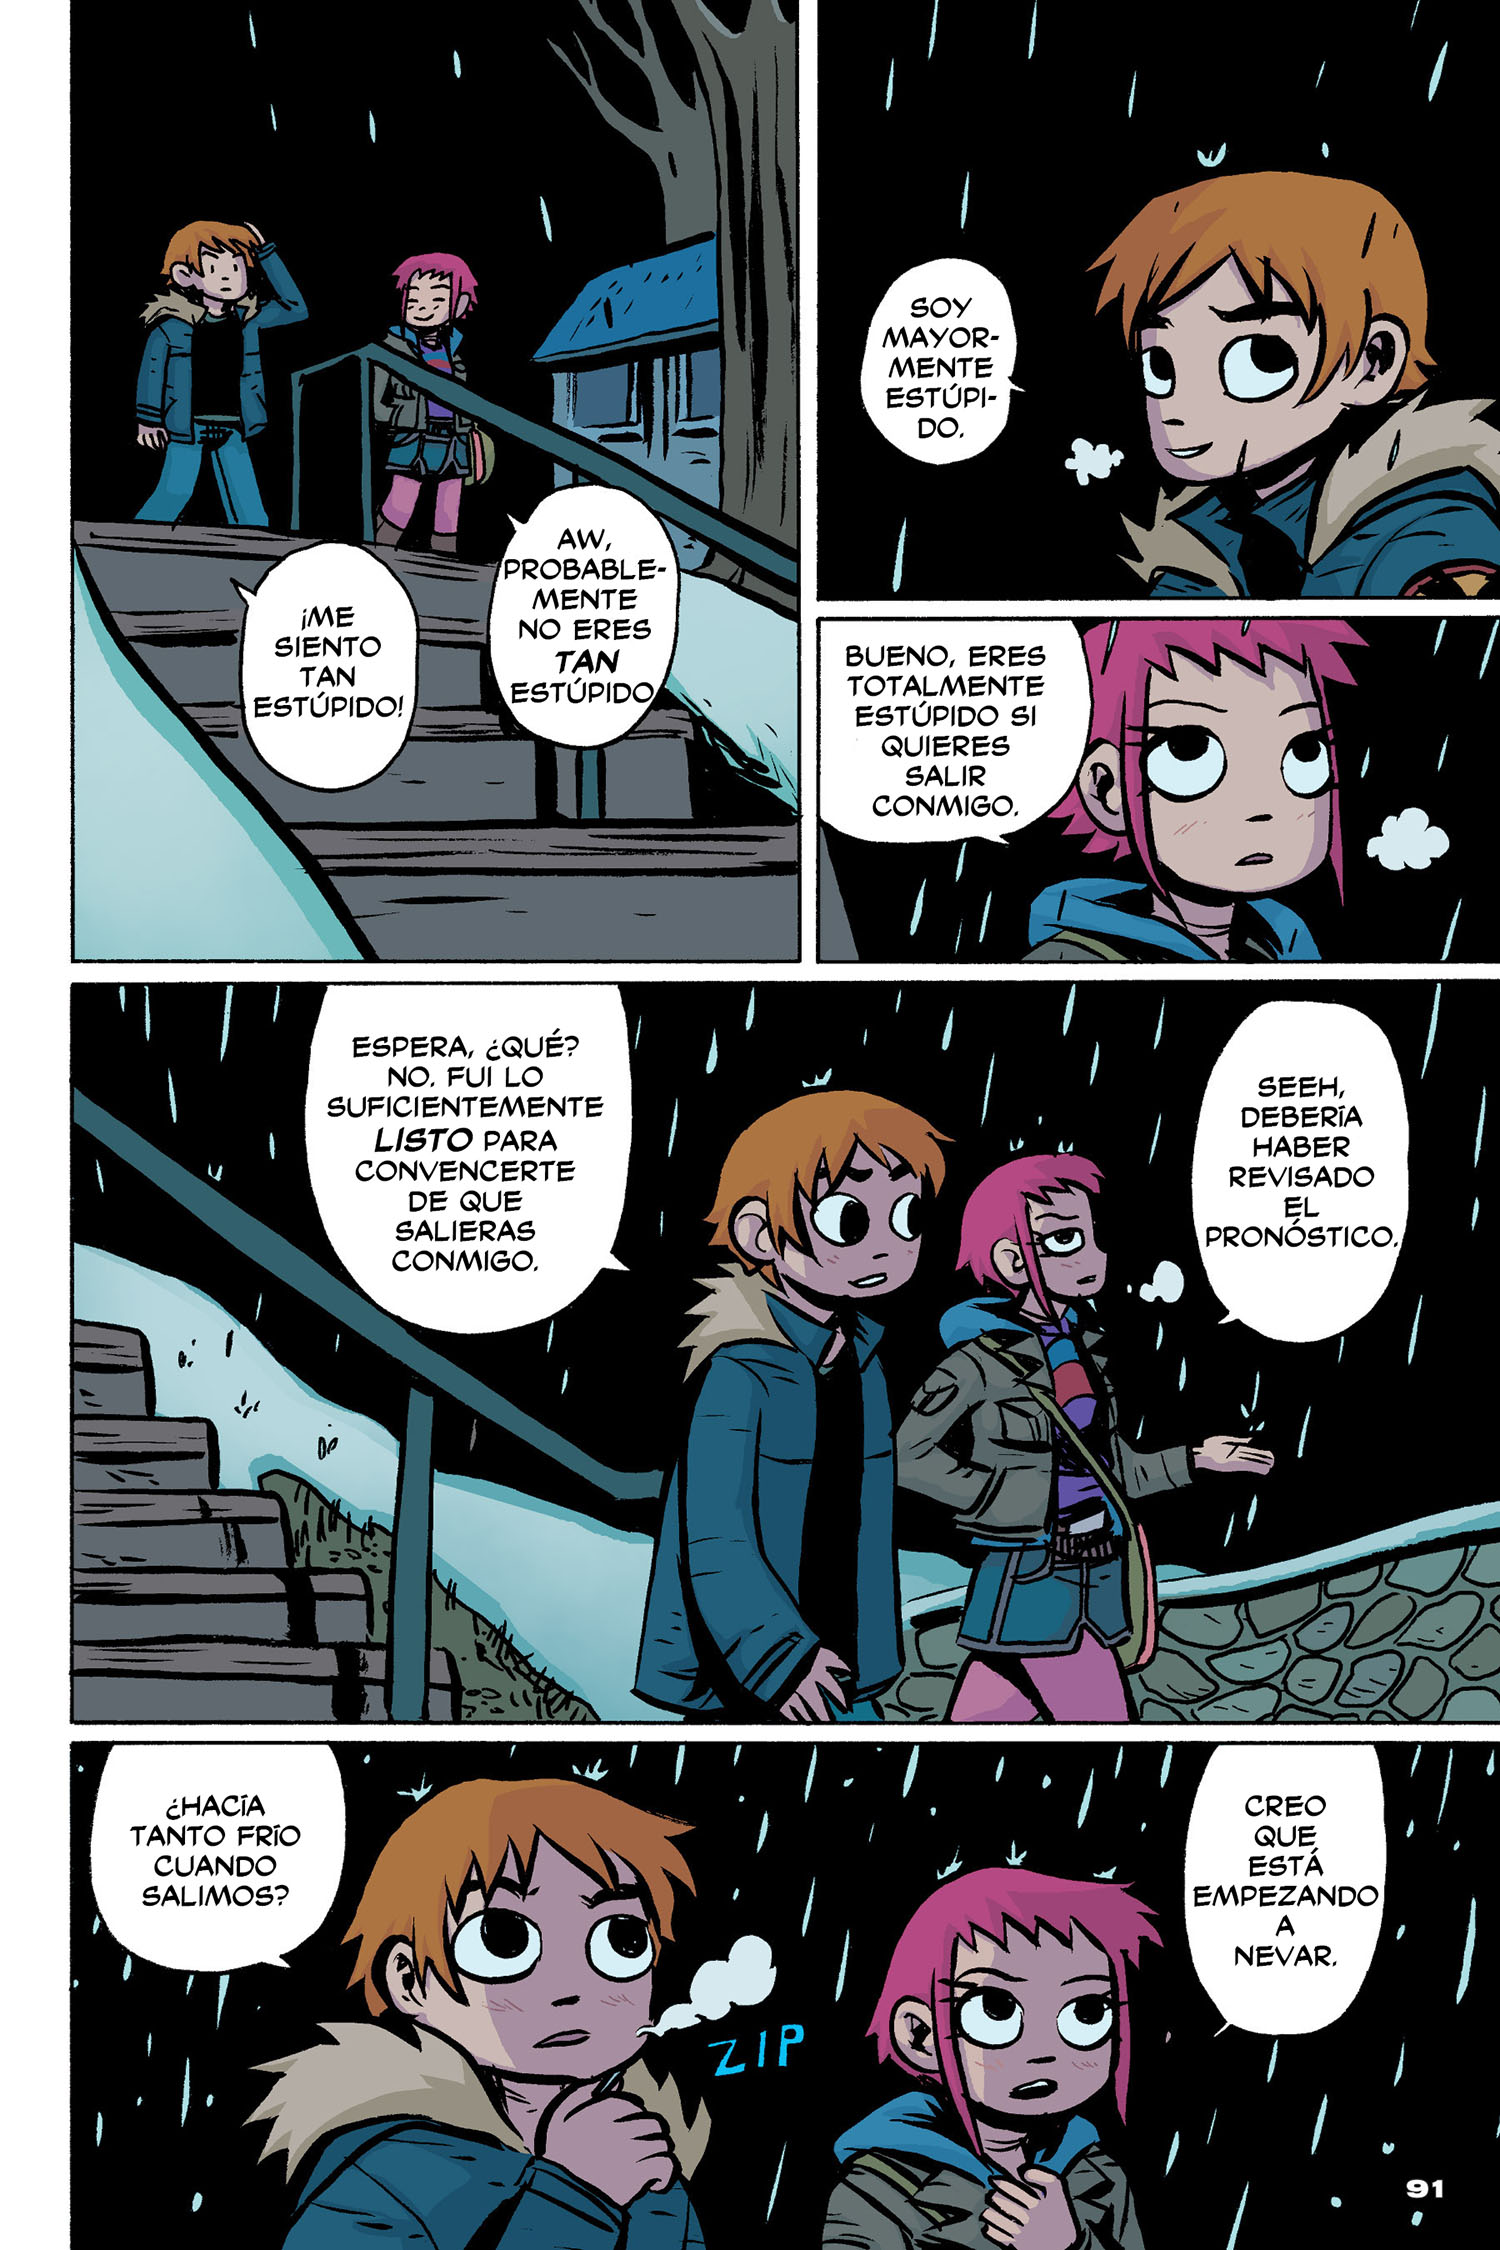 ¡ME
SIENTO
TAN
ESTÚPIDO!
AW,
PROBABLE-
MENTE
NO ERES
TAN
ESTÚPIDO
SOY
MAYOR-
MENTE
ESTÚPI-
DO.
BUENO, ERES
TOTALMENTE
ESTÚPIDO SI
QUIERES
SALIR
CONMIGO.
ESPERA, ¿QUÉ?
NO. FUI LO
SUFICIENTEMENTE
LISTO PARA
CONVENCERTE
DE QUE
SALIERAS
CONMIGO.
SEEH,
DEBERÍA
HABER
REVISADO
EL
PRONÓSTICO.
¿HACÍA
TANTO FRÍO
CUANDO
SALIMOS?
ZIP
CREO
QUE
ESTÁ
EMPEZANDO
A
NEVAR.
91